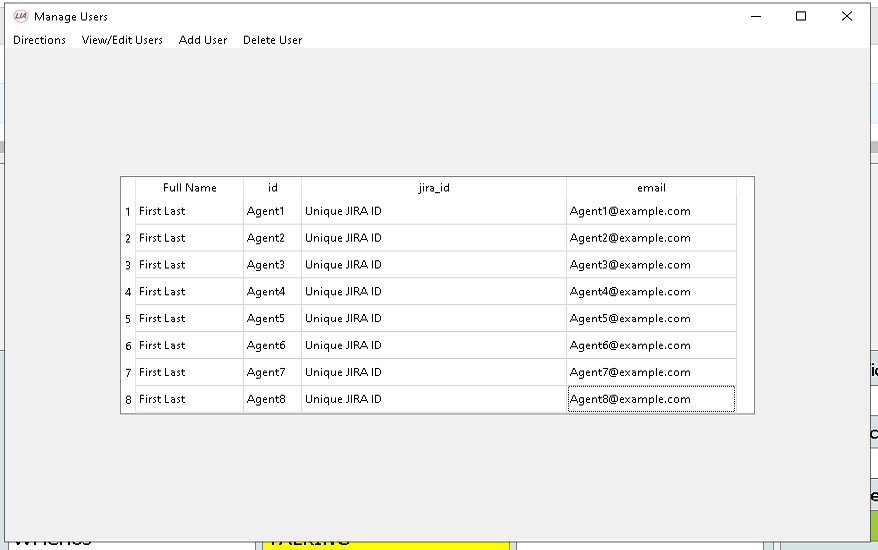 LIA Manage Users
Directions View/Edit Users Add User Delete User
Full Name id jira_id email
1 First Last Agent1 Unique JIRA ID Agent1@example.com
2 First Last Agent2 Unique JIRA ID Agent2@example.com
3 First Last Agent3 Unique JIRA ID Agent3@example.com
4 First Last Agent4 Unique JIRA ID Agent4@example.com
5 First Last Agent5 Unique JIRA ID Agent5@example.com
6 First Last Agent6 Unique JIRA ID Agent6@example.com
7 First Last Agent7 Unique JIRA ID Agent7@example.com
8 First Last Agent8 Unique JIRA ID Agent8@example.com